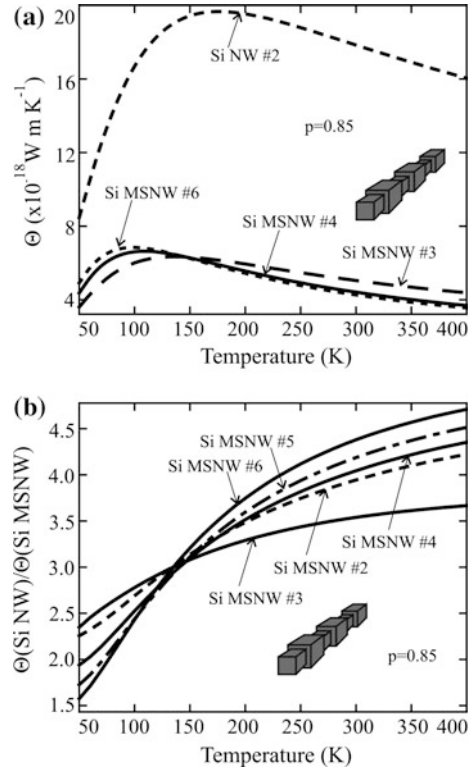 (a)
20
16
12
8
4
Θ (x10⁻¹⁸ W m K⁻¹)
Si NW #2
p=0.85
Si MSNW #6
Si MSNW #4
Si MSNW #3
50 100 150 200 250 300 350 400
Temperature (K)
(b)
4.5
4.0
3.5
3.0
2.5
2.0
1.5
Θ(Si NW)/Θ(Si MSNW)
Si MSNW #5
Si MSNW #6
Si MSNW #4
Si MSNW #2
Si MSNW #3
p=0.85
50 100 150 200 250 300 350 400
Temperature (K)